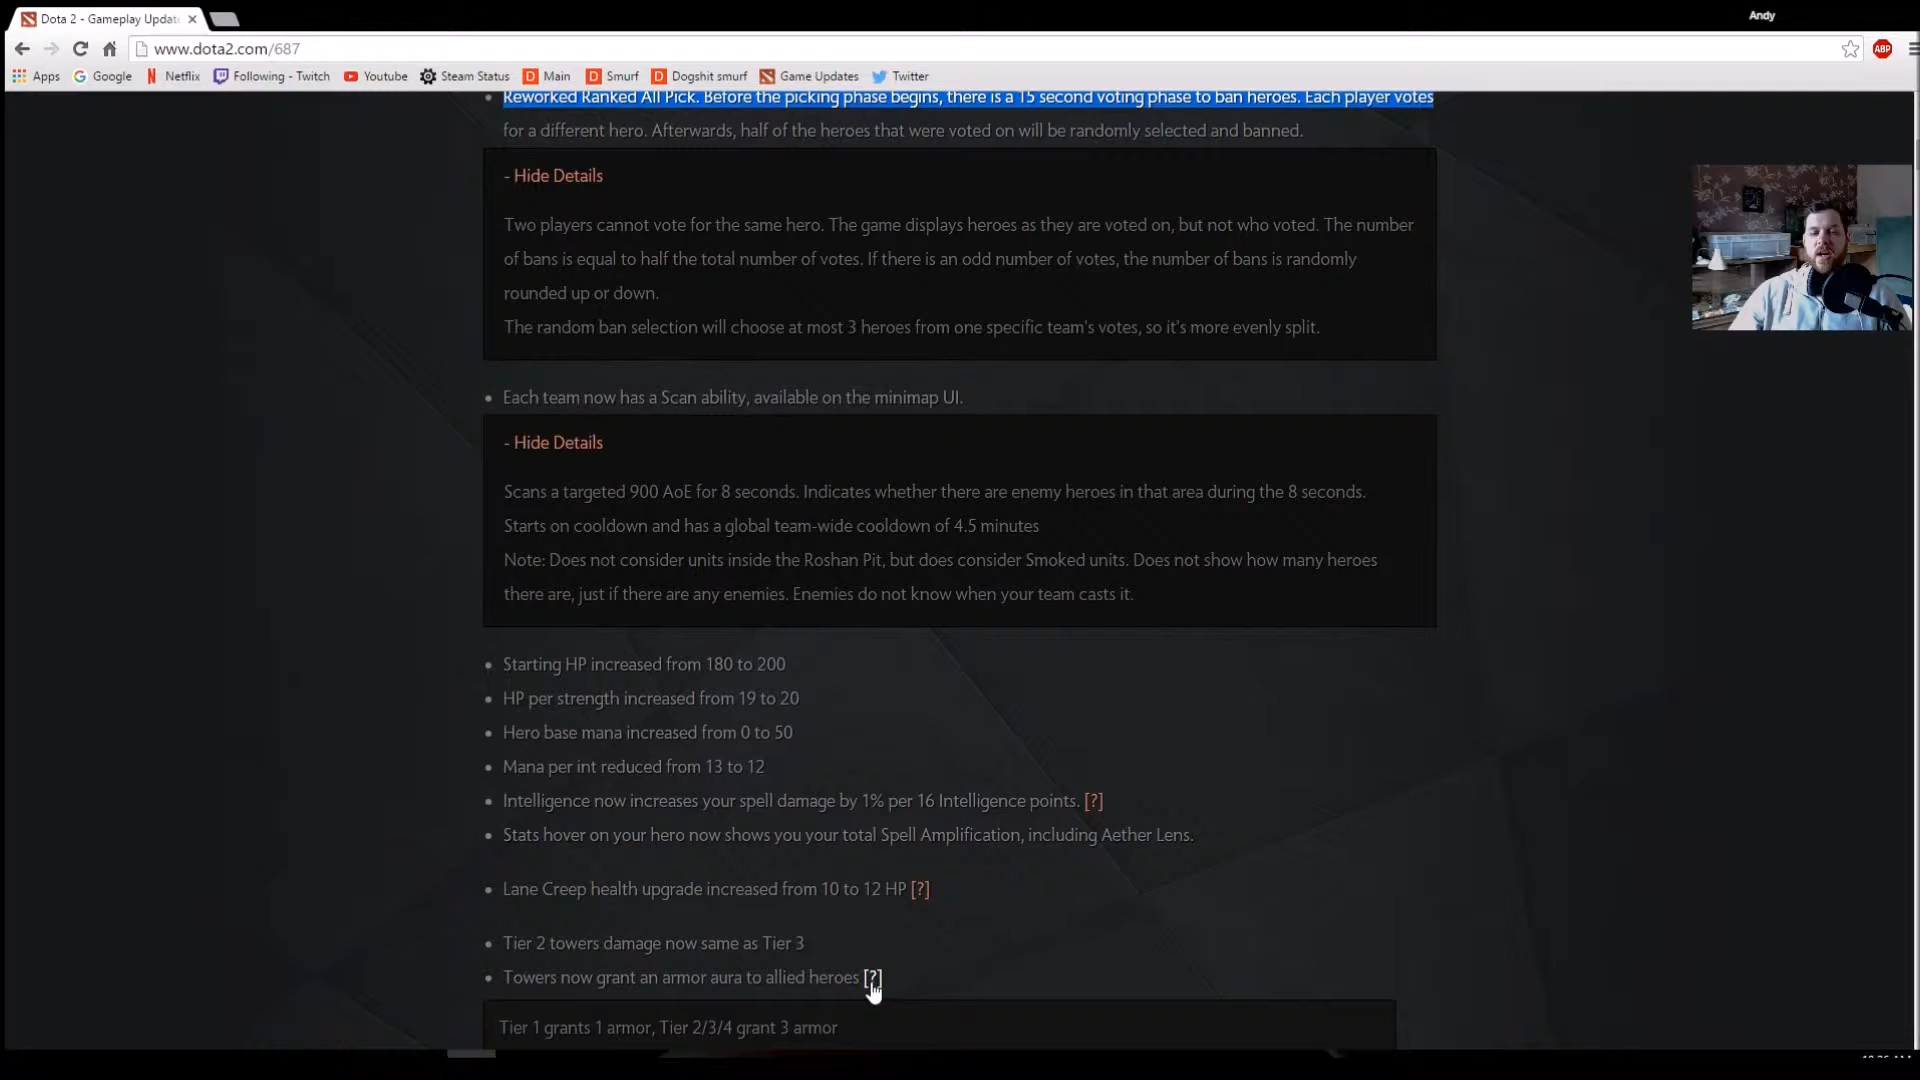 Dota 2 - Gameplay Updat
Andy
www.dota2.com/687
ABP
Apps Google Netflix Following - Twitch Youtube Steam Status Main Smurf Dogshit smurf Game Updates Twitter
Reworked Ranked All Pick. Before the picking phase begins, there is a 15 second voting phase to ban heroes. Each player votes
for a different hero. Afterwards, half of the heroes that were voted on will be randomly selected and banned.
- Hide Details
Two players cannot vote for the same hero. The game displays heroes as they are voted on, but not who voted. The number
of bans is equal to half the total number of votes. If there is an odd number of votes, the number of bans is randomly
rounded up or down.
The random ban selection will choose at most 3 heroes from one specific team's votes, so it's more evenly split.
Each team now has a Scan ability, available on the minimap UI.
- Hide Details
Scans a targeted 900 AoE for 8 seconds. Indicates whether there are enemy heroes in that area during the 8 seconds.
Starts on cooldown and has a global team-wide cooldown of 4.5 minutes
Note: Does not consider units inside the Roshan Pit, but does consider Smoked units. Does not show how many heroes
there are, just if there are any enemies. Enemies do not know when your team casts it.
Starting HP increased from 180 to 200
HP per strength increased from 19 to 20
Hero base mana increased from 0 to 50
Mana per int reduced from 13 to 12
Intelligence now increases your spell damage by 1% per 16 Intelligence points. [?]
Stats hover on your hero now shows you your total Spell Amplification, including Aether Lens.
Lane Creep health upgrade increased from 10 to 12 HP [?]
Tier 2 towers damage now same as Tier 3
Towers now grant an armor aura to allied heroes [?]
Tier 1 grants 1 armor, Tier 2/3/4 grant 3 armor